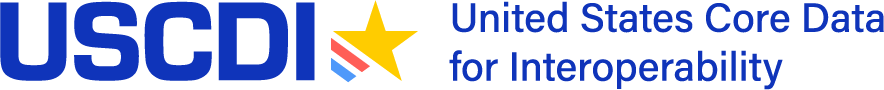 USCDI
United States Core Data
for Interoperability